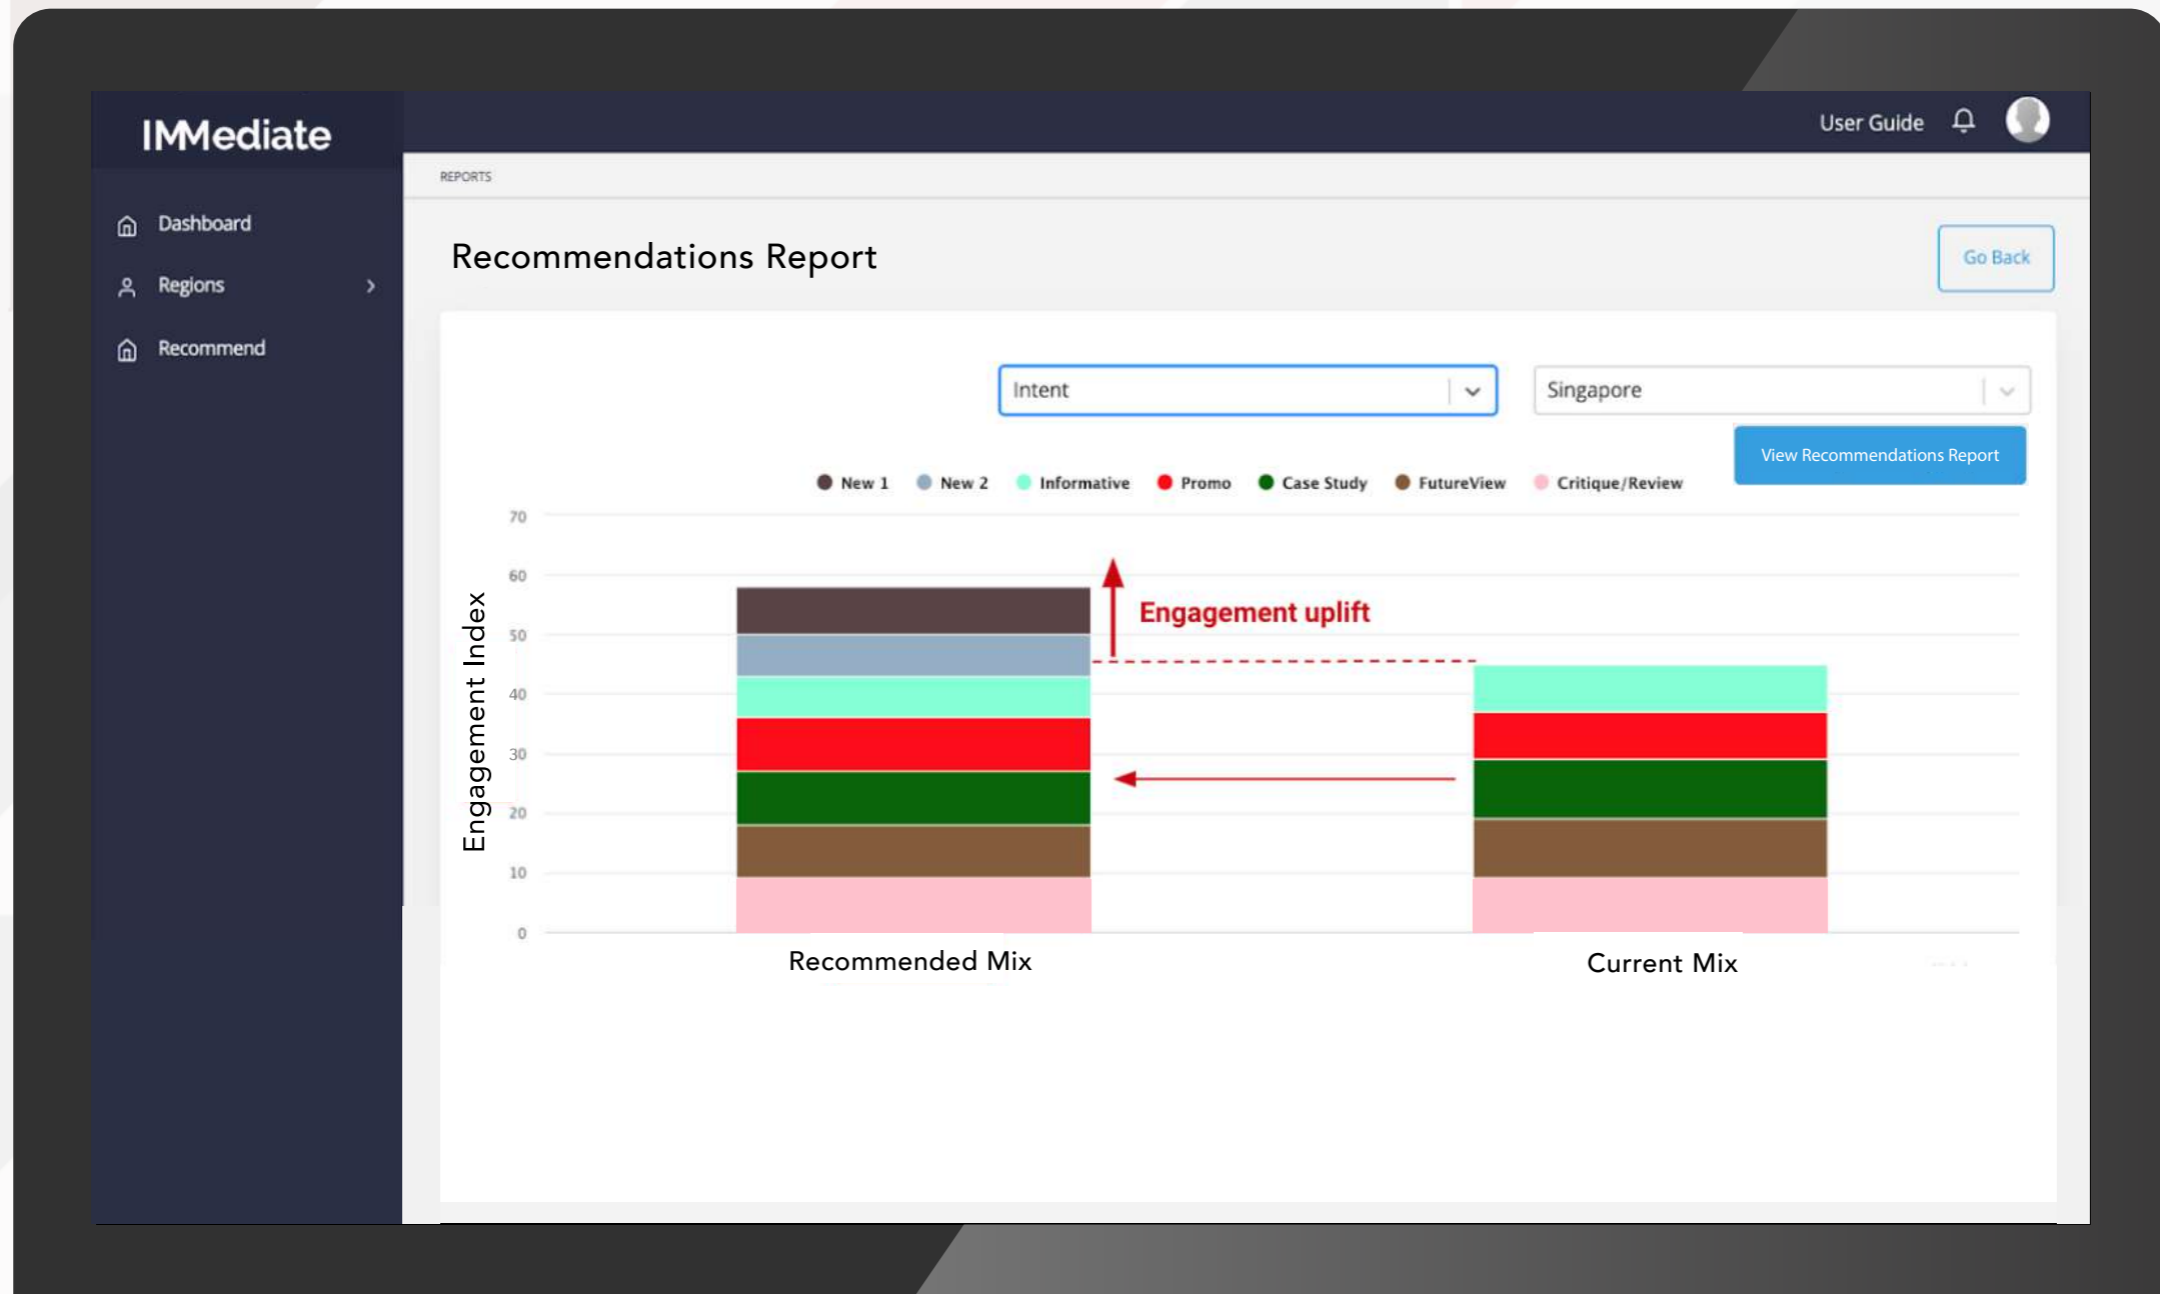 IMMediate
User Guide
REPORTS
Dashboard
Regions
Recommend
Recommendations Report
Go Back
Intent
Singapore
View Recommendations Report
New 1 New 2 Informative Promo Case Study FutureView Critique/Review
Engagement Index
70
60
50
40
30
20
10
0
Engagement uplift
Recommended Mix
Current Mix